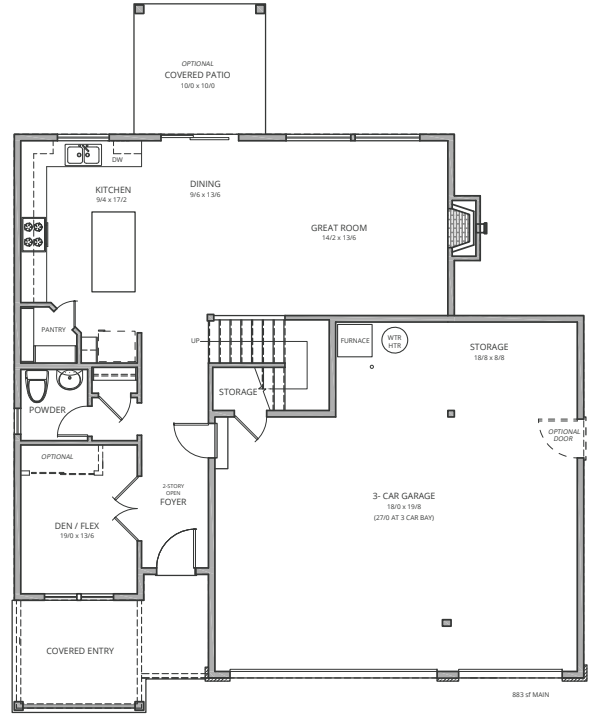 OPTIONAL
COVERED PATIO
10/0 x 10/0
DW
KITCHEN
9/4 x 17/2
DINING
9/6 x 13/6
GREAT ROOM
14/2 x 13/6
PANTRY
UP
FURNACE
WTR
HTR
STORAGE
18/8 x 8/8
STORAGE
POWDER
OPTIONAL
DOOR
OPTIONAL
2-STORY
OPEN
FOYER
3- CAR GARAGE
18/0 x 19/8
(27/0 AT 3 CAR BAY)
DEN / FLEX
19/0 x 13/6
COVERED ENTRY
883 sf MAIN